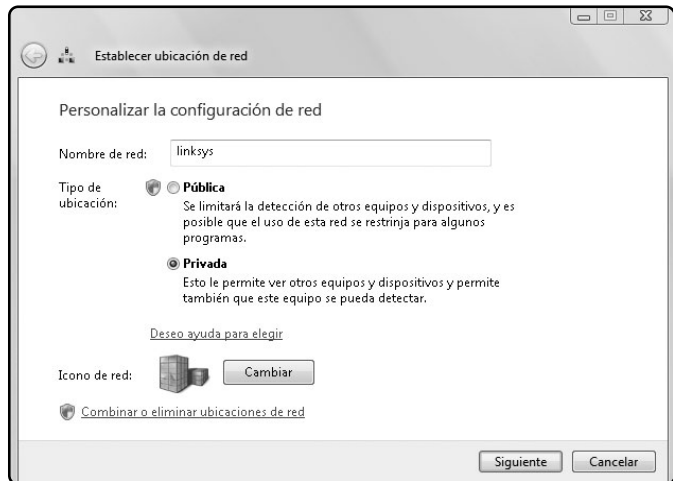 Establecer ubicación de red
Personalizar la configuración de red
Nombre de red: linksys
Tipo de ubicación:
Pública
Se limitará la detección de otros equipos y dispositivos, y es
posible que el uso de esta red se restrinja para algunos
programas.
Privada
Esto le permite ver otros equipos y dispositivos y permite
también que este equipo se pueda detectar.
Deseo ayuda para elegir
Icono de red: Cambiar
Combinar o eliminar ubicaciones de red
Siguiente Cancelar